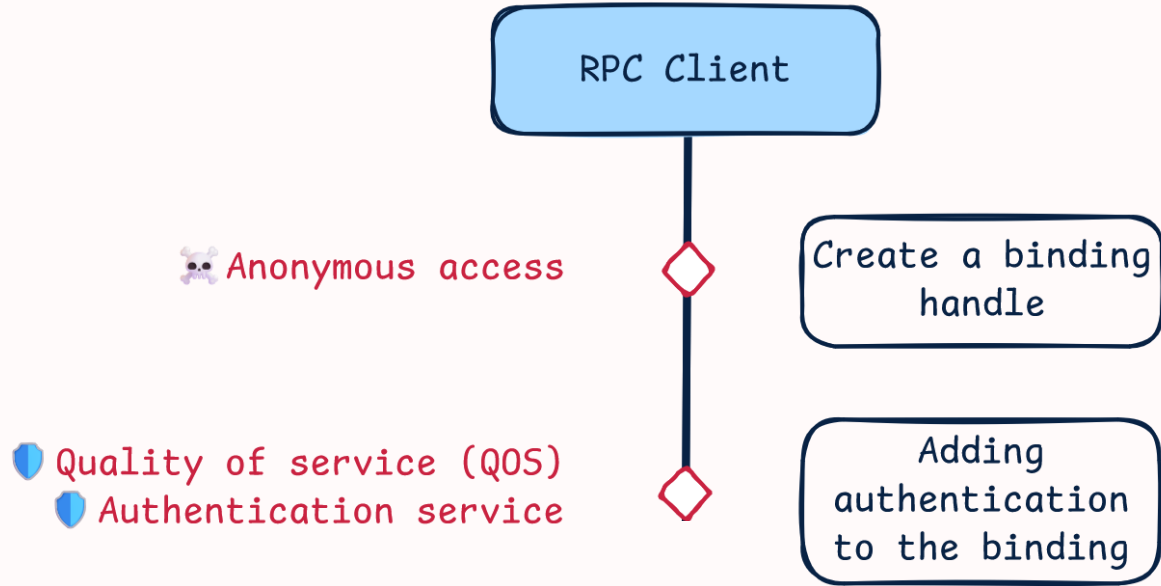 RPC Client
Anonymous access
Create a binding
handle
Quality of service (QOS)
Authentication service
Adding
authentication
to the binding